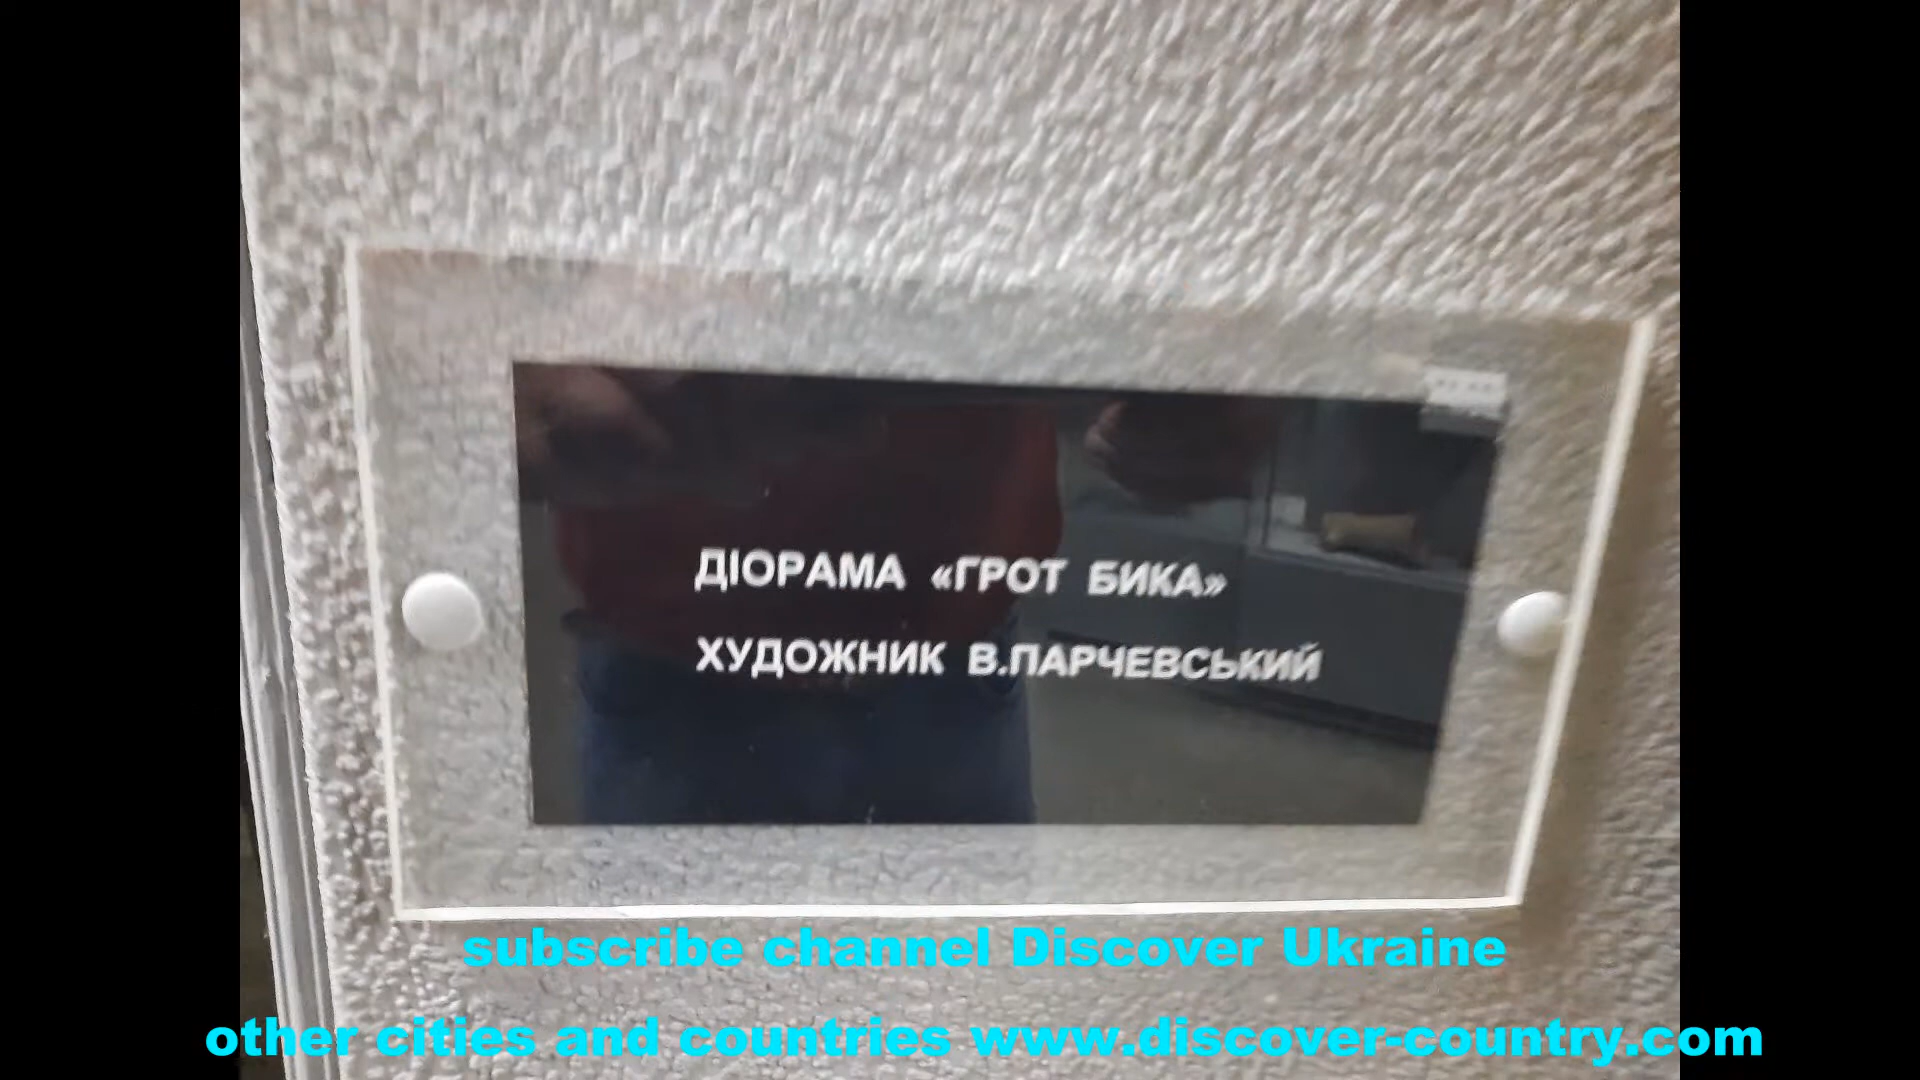 ДІОРАМА «ГРОТ БИКА»
ХУДОЖНИК В.ПАРЧЕВСЬКИЙ
subscribe channel Discover Ukraine
other cities and countries www.discover-country.com